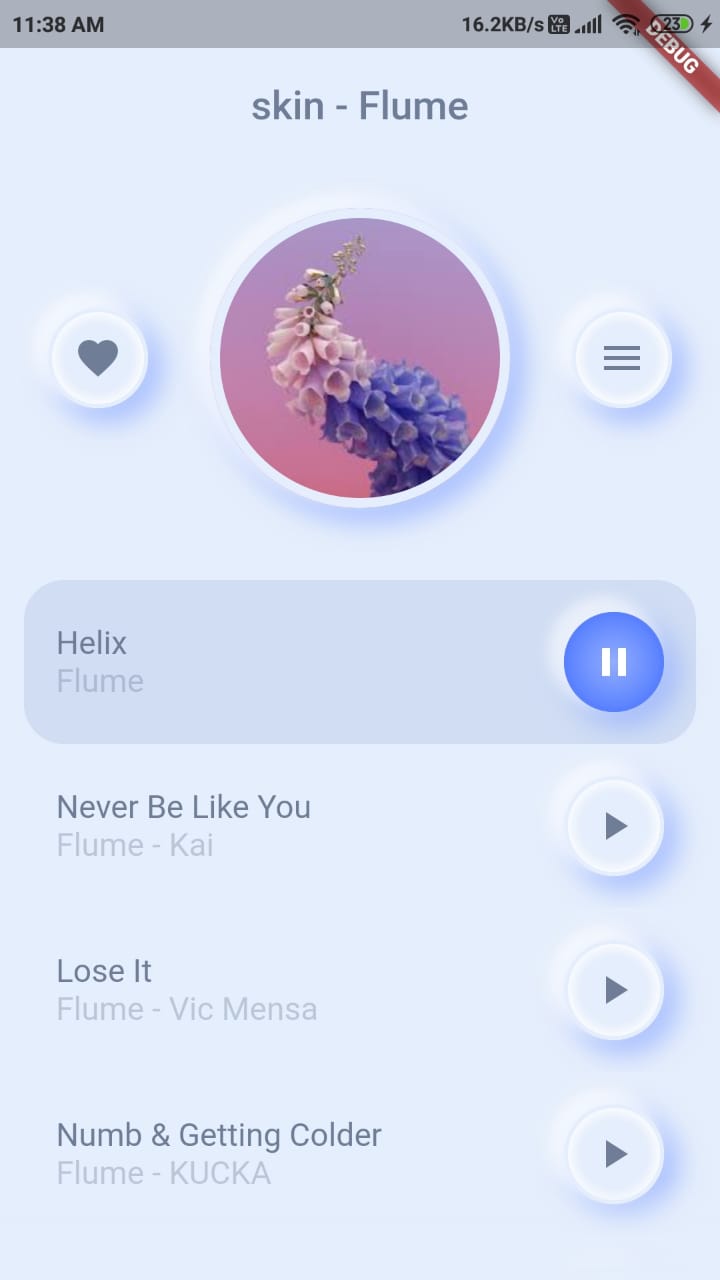 11:38 AM
16.2KB/s Vo LTE 23
DEBUG
skin - Flume
Helix
Flume
Never Be Like You
Flume - Kai
Lose It
Flume - Vic Mensa
Numb & Getting Colder
Flume - KUCKA